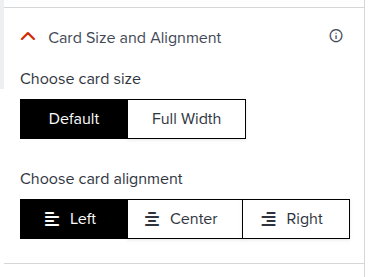 Card Size and Alignment
Choose card size
Default Full Width
Choose card alignment
Left Center Right